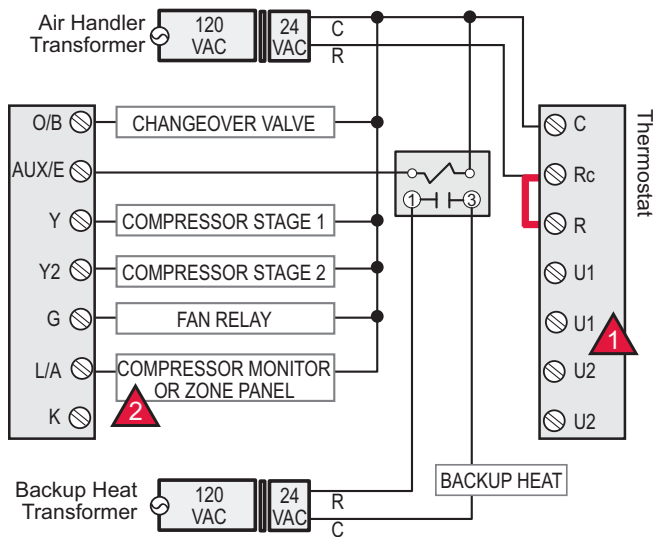 Air Handler
Transformer
120
VAC
24
VAC
C
R
O/B
CHANGEOVER VALVE
AUX/E
Y
COMPRESSOR STAGE 1
Y2
COMPRESSOR STAGE 2
G
FAN RELAY
L/A
COMPRESSOR MONITOR
OR ZONE PANEL
K
2
1
3
C
Rc
R
U1
U1
1
U2
U2
Thermostat
BACKUP HEAT
Backup Heat
Transformer
120
VAC
24
VAC
R
C